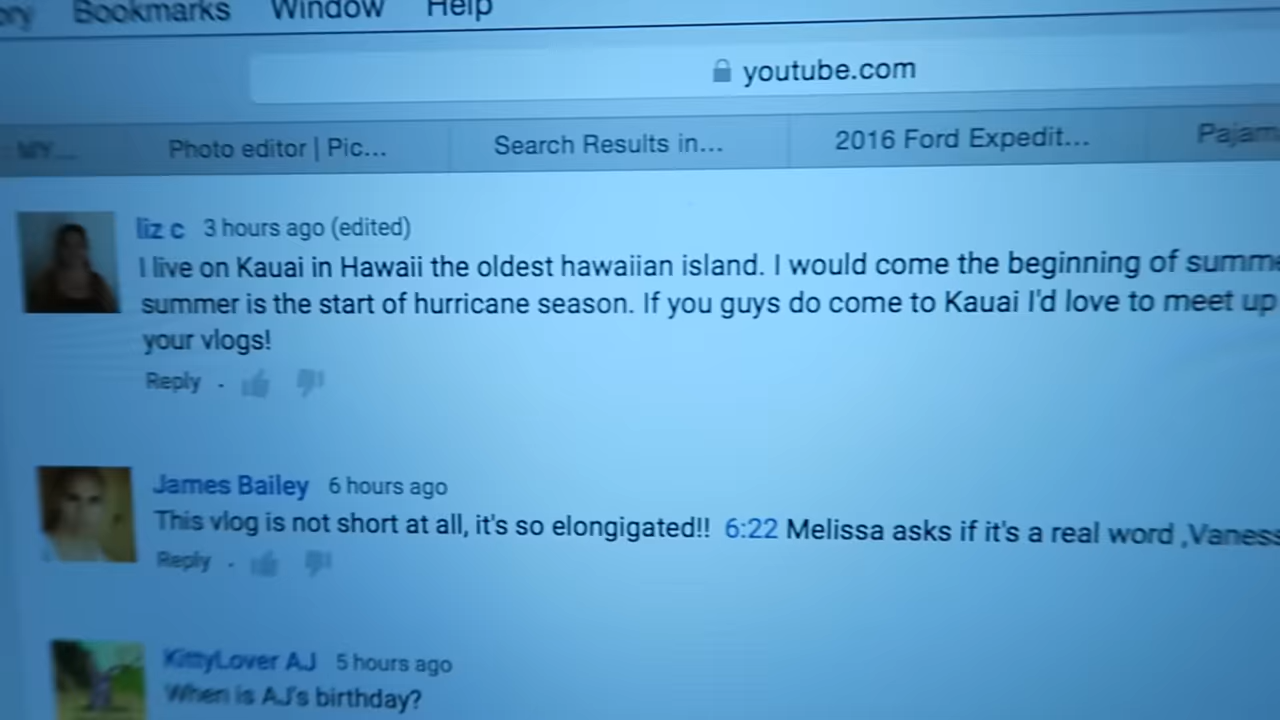 Bookmarks Window Help
youtube.com
MY... Photo editor | Pic... Search Results in... 2016 Ford Expedit... Pajam
liz c 3 hours ago (edited)
I live on Kauai in Hawaii the oldest hawaiian island. I would come the beginning of summe
summer is the start of hurricane season. If you guys do come to Kauai I'd love to meet up
your vlogs!
Reply
James Bailey 6 hours ago
This vlog is not short at all, it's so elongigated!! 6:22 Melissa asks if it's a real word ,Vaness
Reply
KittyLover AJ 5 hours ago
When is AJ's birthday?